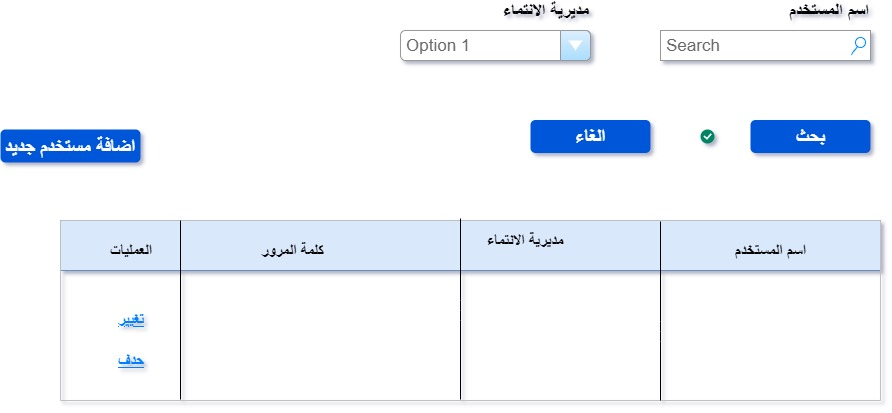 اسم المستخدم
مديرية الانتماء
Search
Option 1
بحث
الغاء
اضافة مستخدم جديد
اسم المستخدم
مديرية الانتماء
كلمة المرور
العمليات
تغيير
حدف